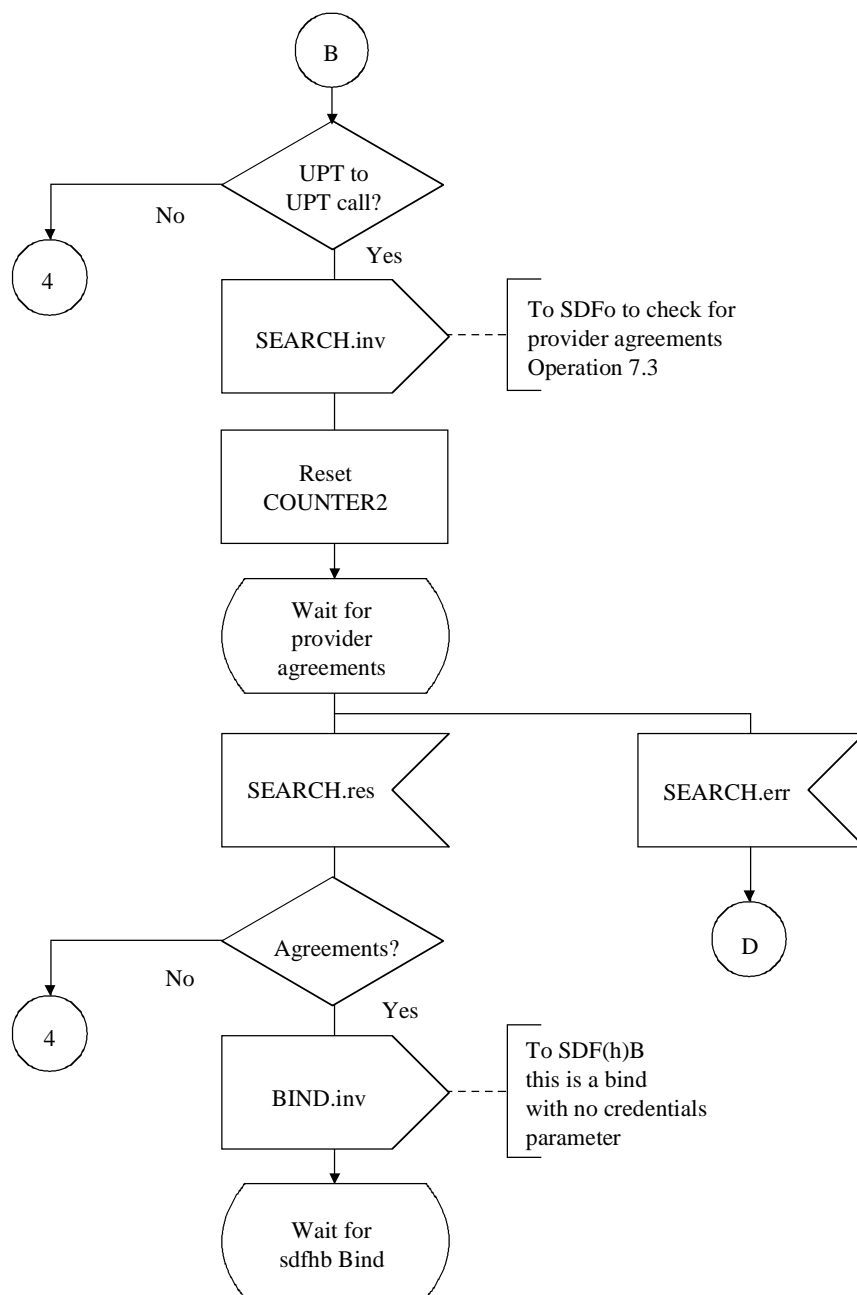 B
UPT to
UPT call?
No
Yes
4
SEARCH.inv
To SDFo to check for
provider agreements
Operation 7.3
Reset
COUNTER2
Wait for
provider
agreements
SEARCH.res
SEARCH.err
Agreements?
D
No
Yes
4
BIND.inv
To SDF(h)B
this is a bind
with no credentials
parameter
Wait for
sdfhb Bind